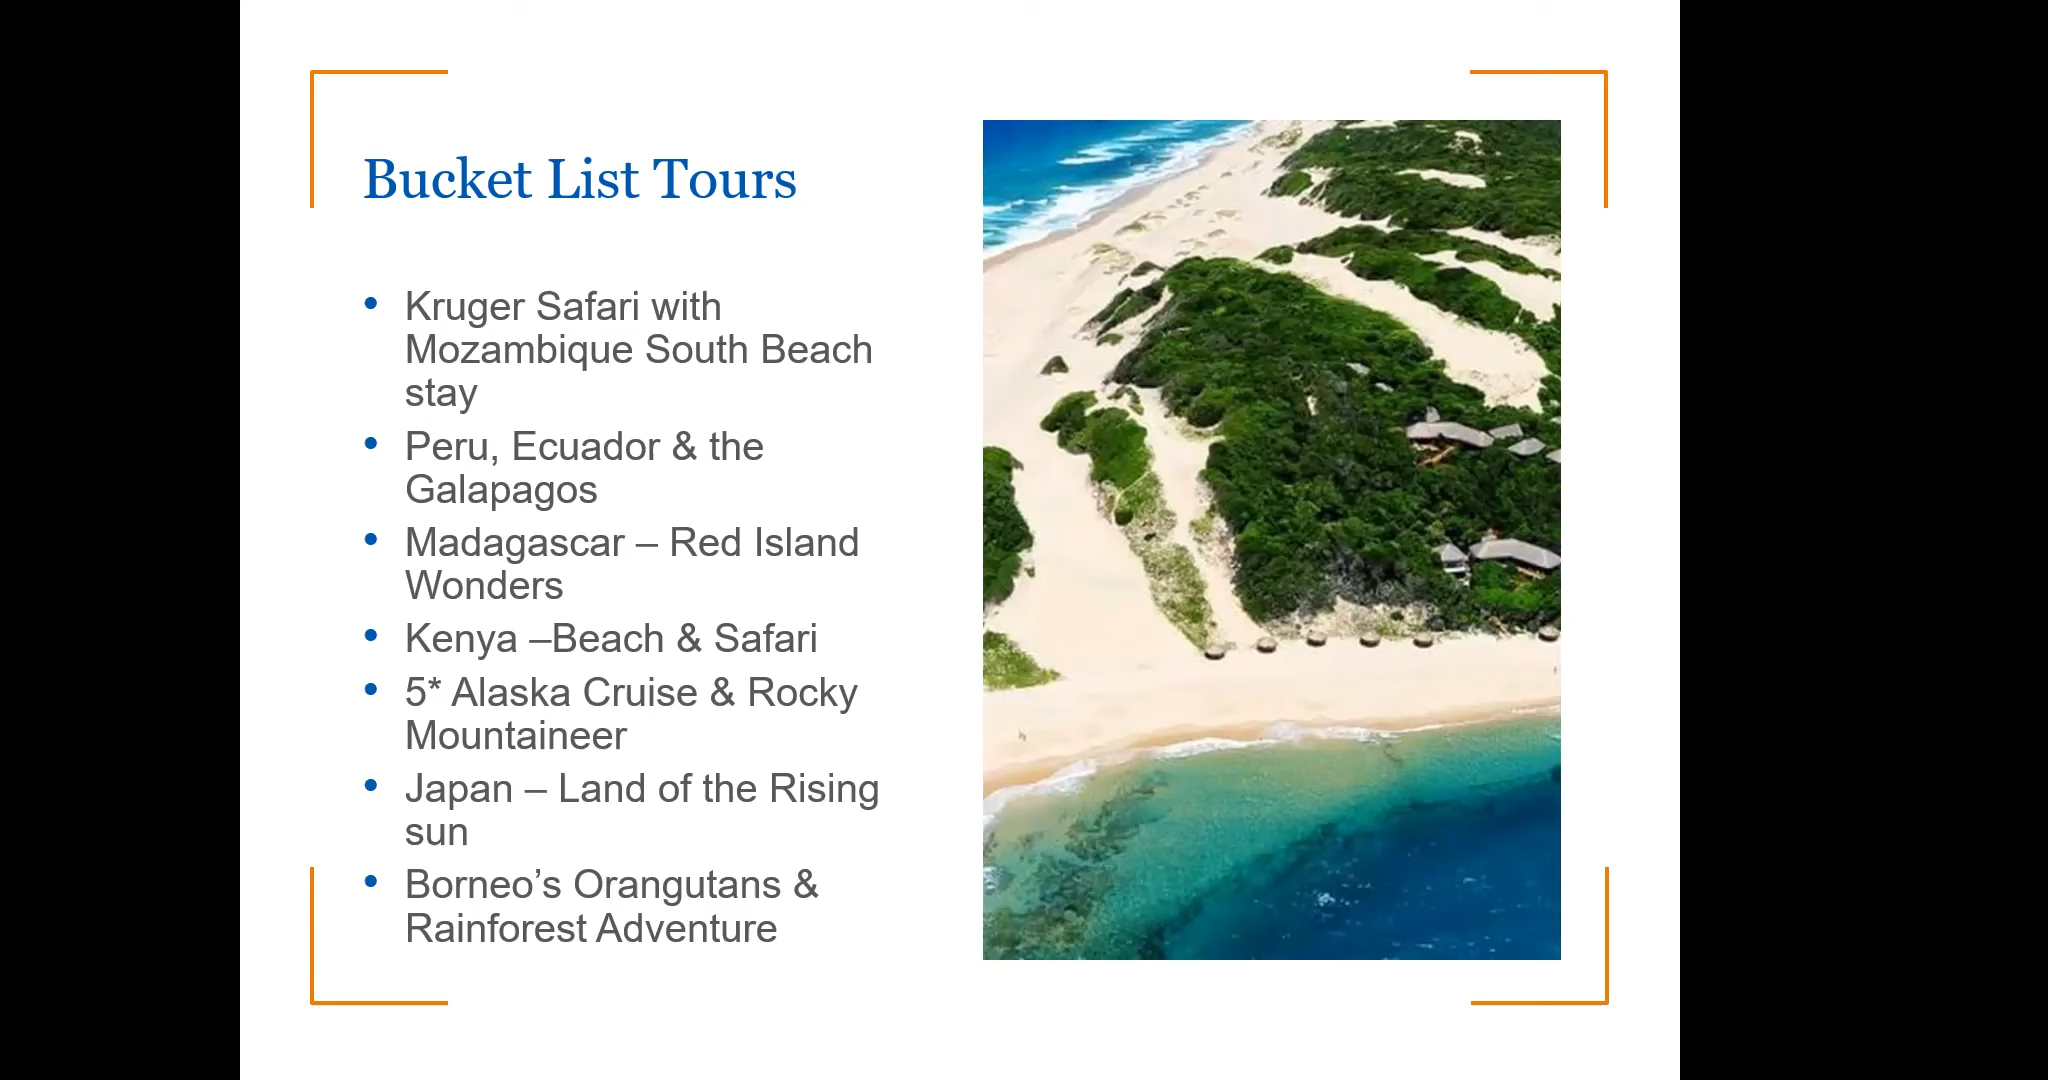 Bucket List Tours
• Kruger Safari with
Mozambique South Beach
stay
• Peru, Ecuador & the
Galapagos
• Madagascar – Red Island
Wonders
• Kenya –Beach & Safari
• 5* Alaska Cruise & Rocky
Mountaineer
• Japan – Land of the Rising
sun
• Borneo’s Orangutans &
Rainforest Adventure